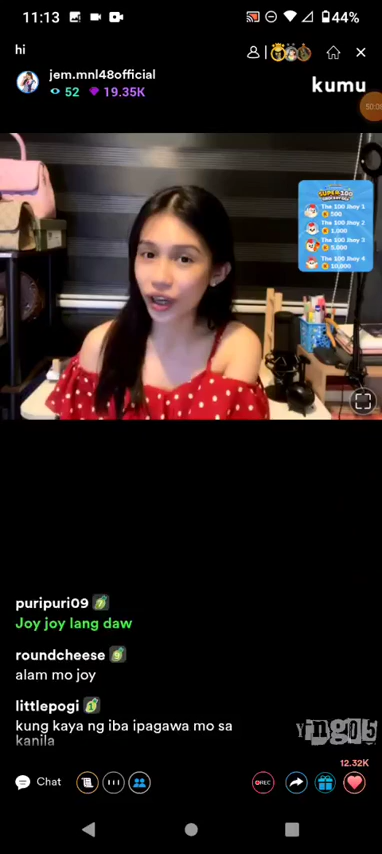 11:13
44%
hi
jem.mnl48official
52
19.35K
kumu
SUPER 100
The 100 Jhoy 1
500
The 100 Jhoy 2
1,000
The 100 Jhoy 3
5,000
The 100 Jhoy 4
10,000
puripuri09
Joy joy lang daw
roundcheese
alam mo joy
littlepogi
kung kaya ng iba ipagawa mo sa
kanila
yng05
12.32K
Chat
REC